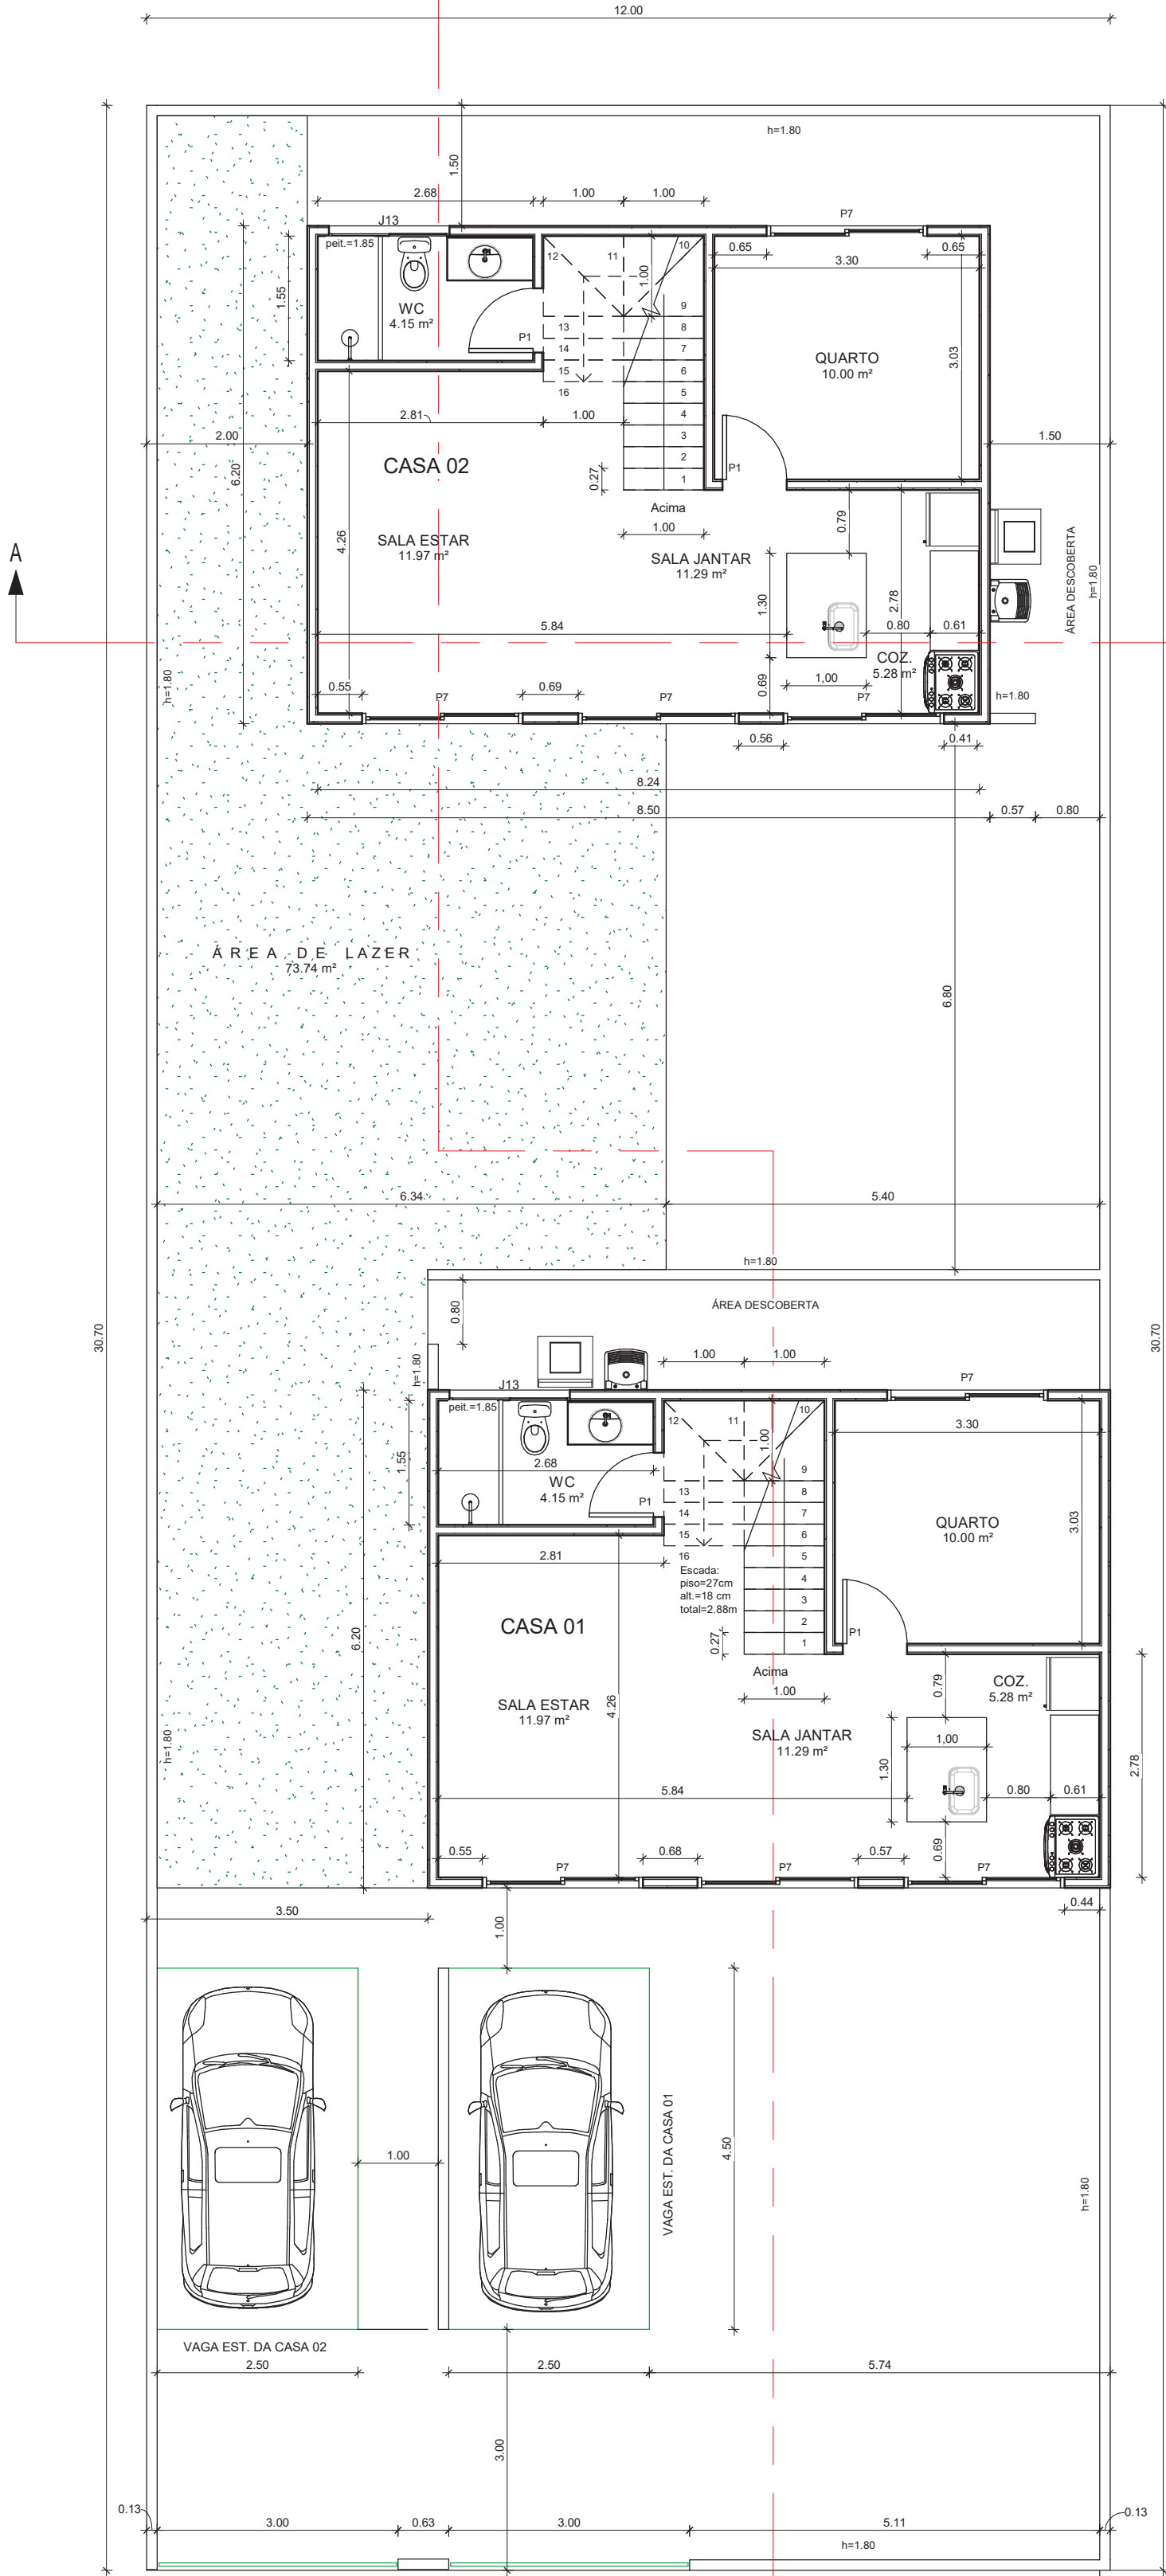 12.00
h=1.80
1.50
2.68
1.00
1.00
J13
P7
peit.=1.85
12
11
10
0.65
0.65
3.30
1.00
1.55
WC
4.15 m²
P1
9
8
7
6
5
4
3
2
1
13
14
15
16
QUARTO
10.00 m²
3.03
2.81
1.00
2.00
1.50
6.20
CASA 02
P1
0.27
Acima
1.00
0.79
4.26
SALA ESTAR
11.97 m²
SALA JANTAR
11.29 m²
A
ÁREA DESCOBERTA
h=1.80
1.30
2.78
5.84
0.80
0.61
COZ.
5.28 m²
h=1.80
0.55
P7
0.69
P7
0.69
1,00
P7
h=1.80
0.56
0.41
8.24
8.50
0.57
0.80
ÁREA DE LAZER
73.74 m²
6.80
6.34
5.40
h=1.80
ÁREA DESCOBERTA
0.80
30.70
30.70
h=1.80
1.00
1.00
J13
P7
peit.=1.85
12
11
10
3.30
1.00
1.55
2.68
WC
4.15 m²
P1
9
8
7
6
5
4
3
2
1
13
14
15
16
QUARTO
10.00 m²
3.03
2.81
Escada:
piso=27cm
alt.=18 cm
total=2.88m
CASA 01
6.20
P1
0.27
Acima
1.00
0.79
COZ.
5.28 m²
SALA ESTAR
11.97 m²
4.26
SALA JANTAR
11.29 m²
1,00
h=1.80
1.30
2.78
5.84
0.80
0.61
0.55
P7
0.68
P7
0.57
0.69
P7
0.44
3.50
1.00
VAGA EST. DA CASA 01
4.50
1.00
h=1.80
VAGA EST. DA CASA 02
2.50
2.50
5.74
3.00
0.13
3.00
0.63
3.00
5.11
0.13
h=1.80